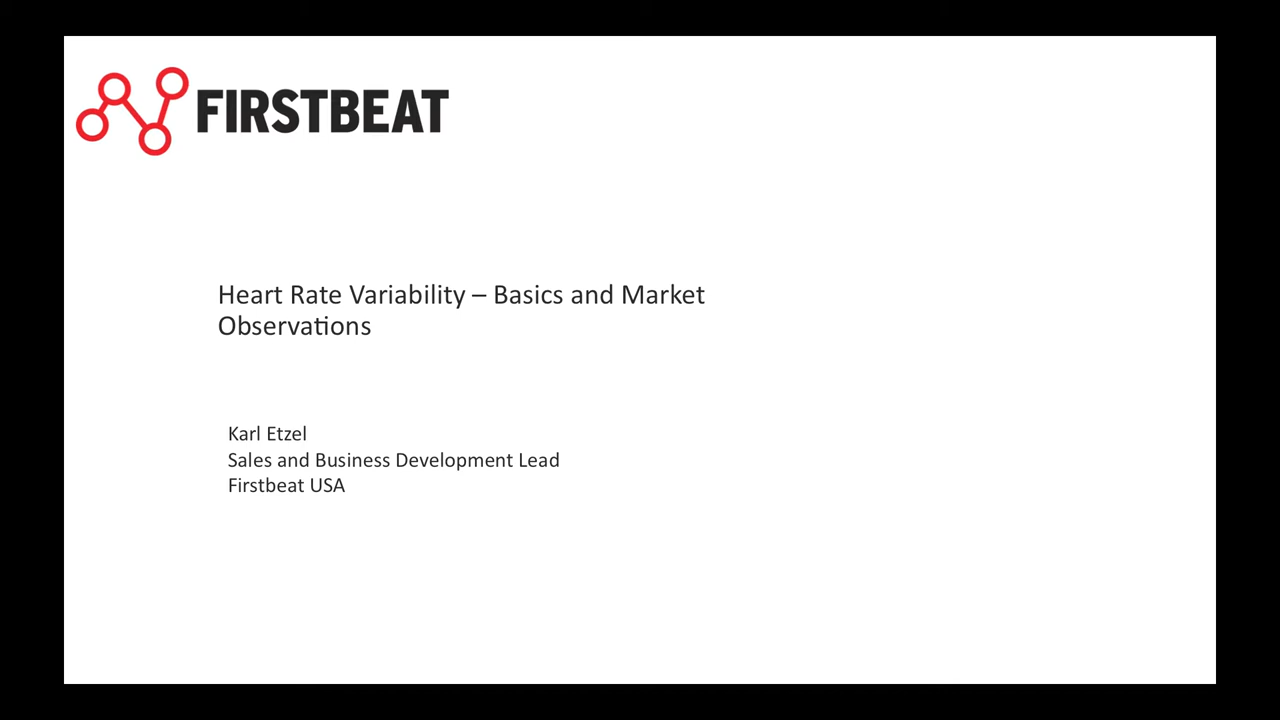 FIRSTBEAT
Heart Rate Variability – Basics and Market
Observations
Karl Etzel
Sales and Business Development Lead
Firstbeat USA